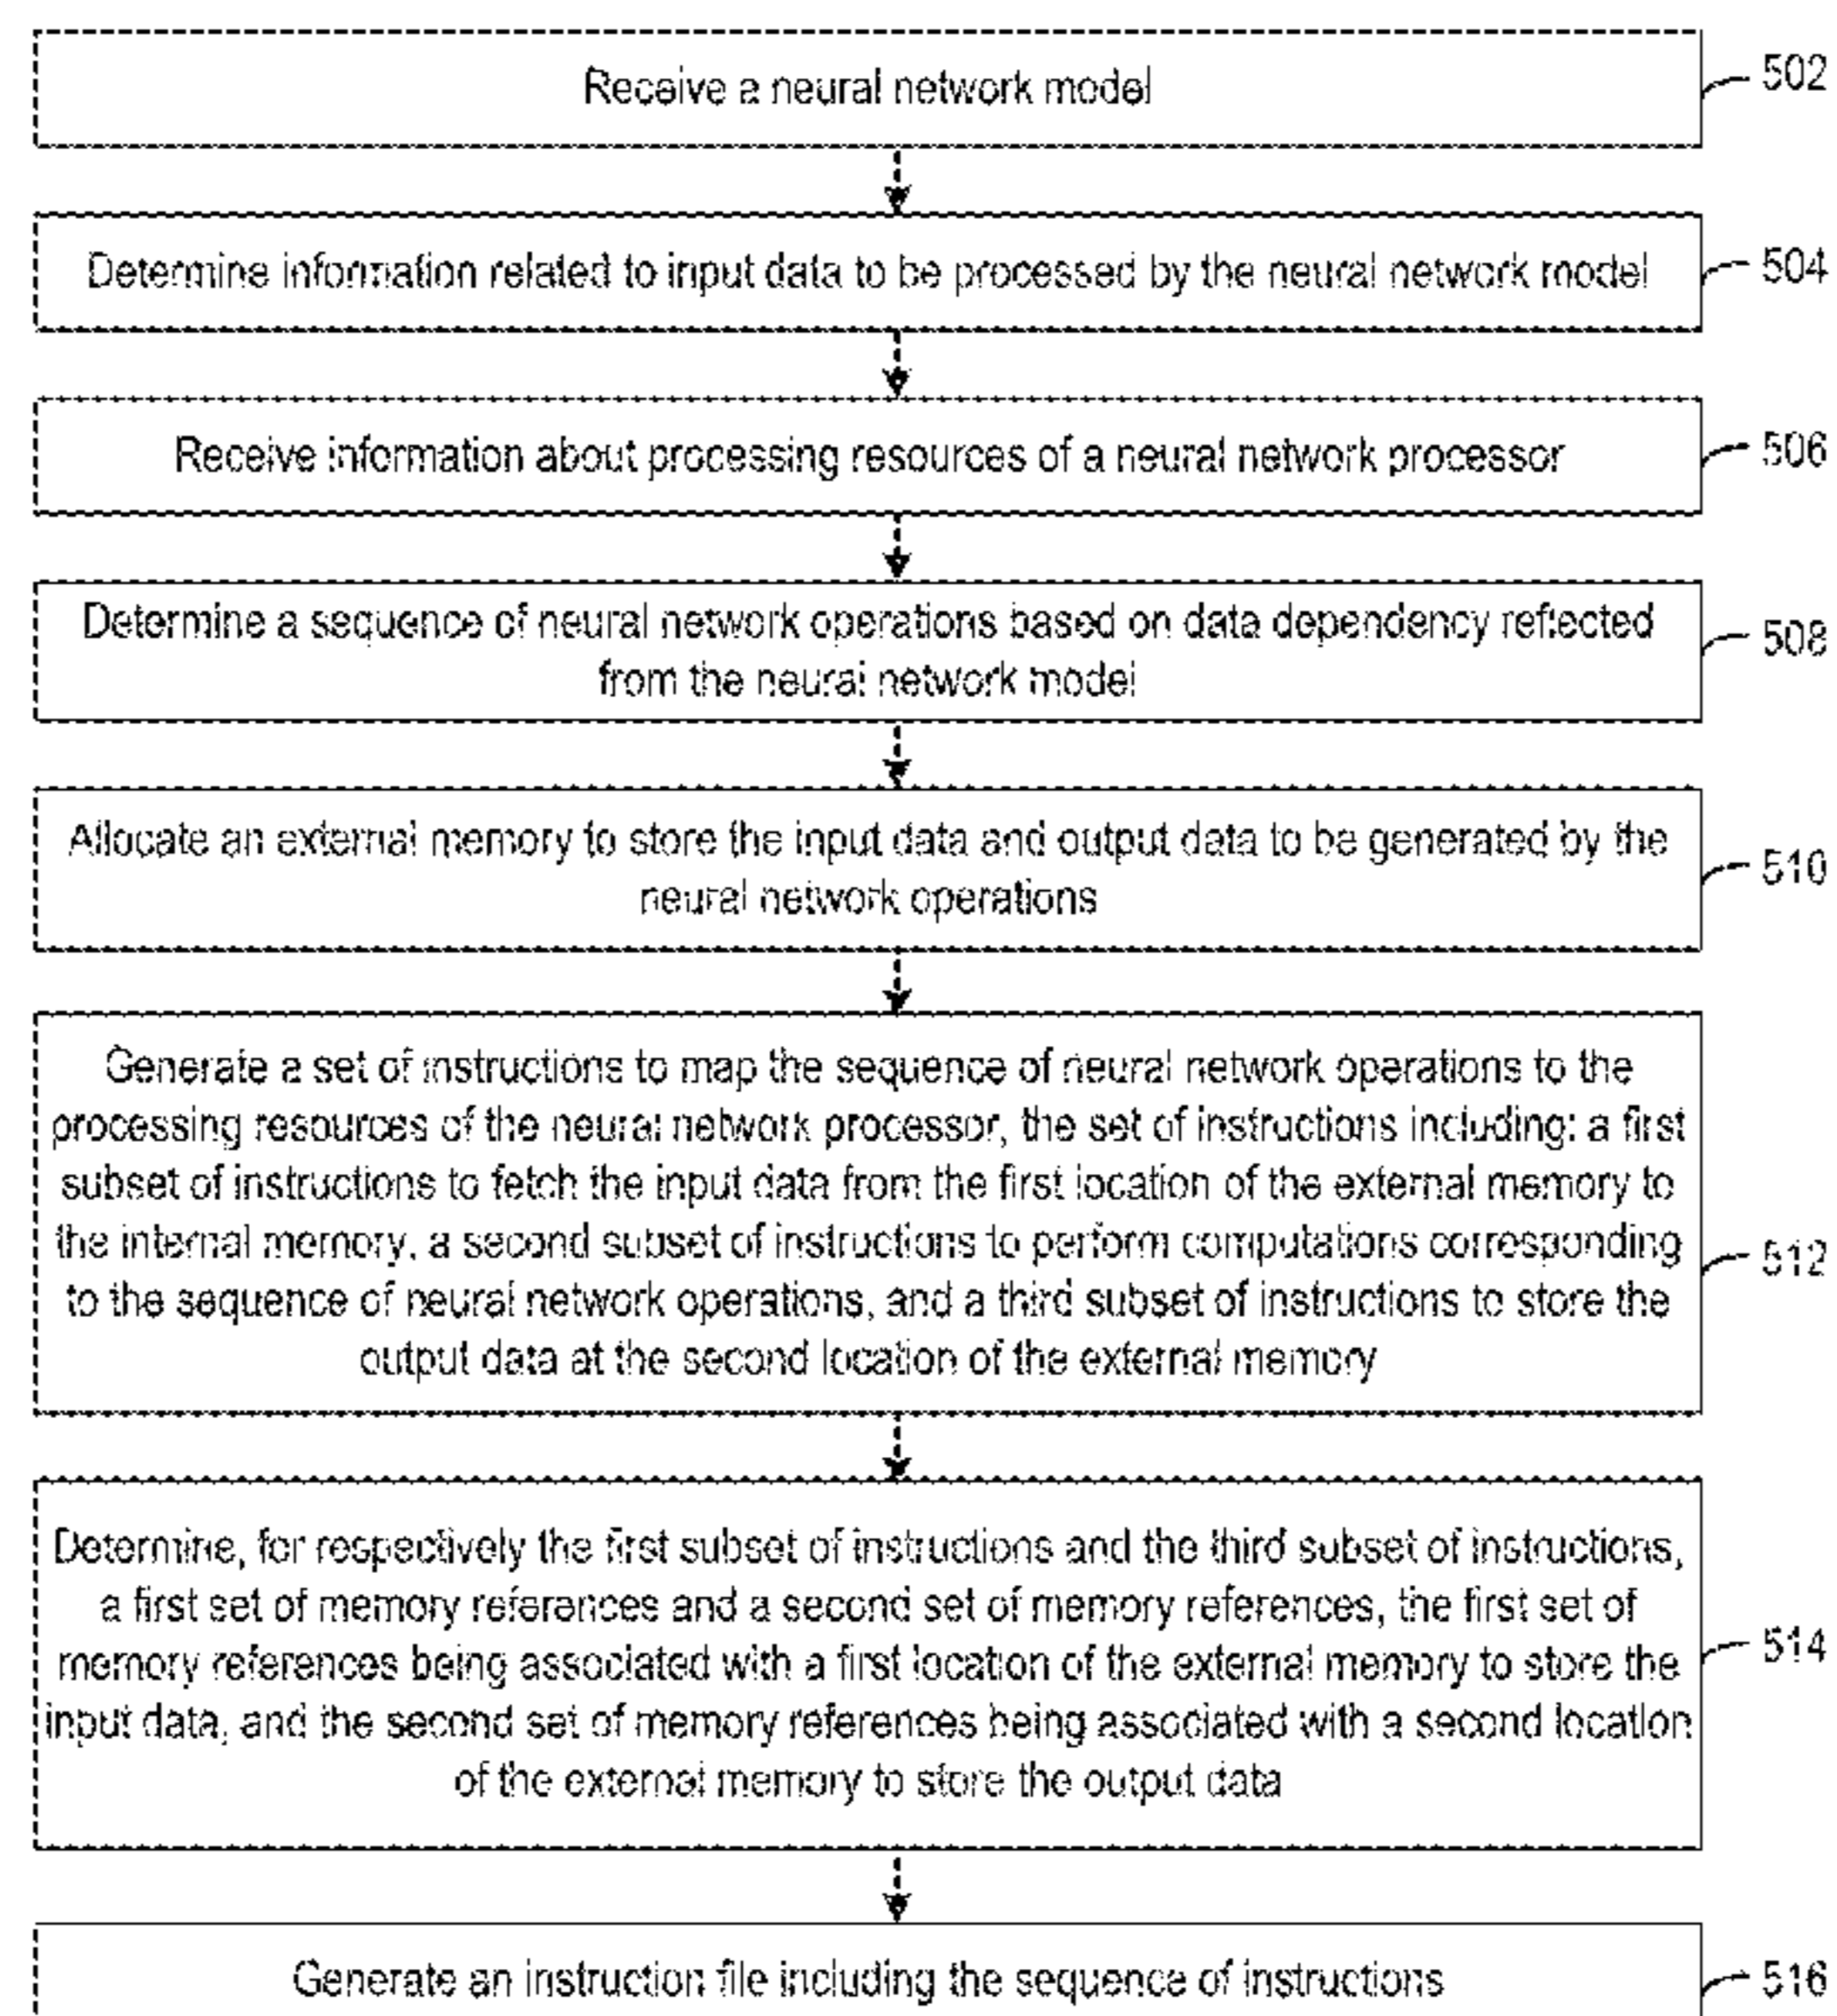 Receive a neural network model
502
Determine information related to input data to be processed by the neural network model
504
Receive information about processing resources of a neural network processor
506
Determine a sequence of neural network operations based on data dependency reflected
from the neural network model
508
Allocate an external memory to store the input data and output data to be generated by the
neural network operations
510
Generate a set of instructions to map the sequence of neural network operations to the
processing resources of the neural network processor, the set of instructions including: a first
subset of instructions to fetch the input data from the first location of the external memory to
the internal memory, a second subset of instructions to perform computations corresponding
to the sequence of neural network operations, and a third subset of instructions to store the
output data at the second location of the external memory
512
Determine, for respectively the first subset of instructions and the third subset of instructions,
a first set of memory references and a second set of memory references, the first set of
memory references being associated with a first location of the external memory to store the
input data, and the second set of memory references being associated with a second location
of the external memory to store the output data
514
Generate an instruction file including the sequence of instructions
516